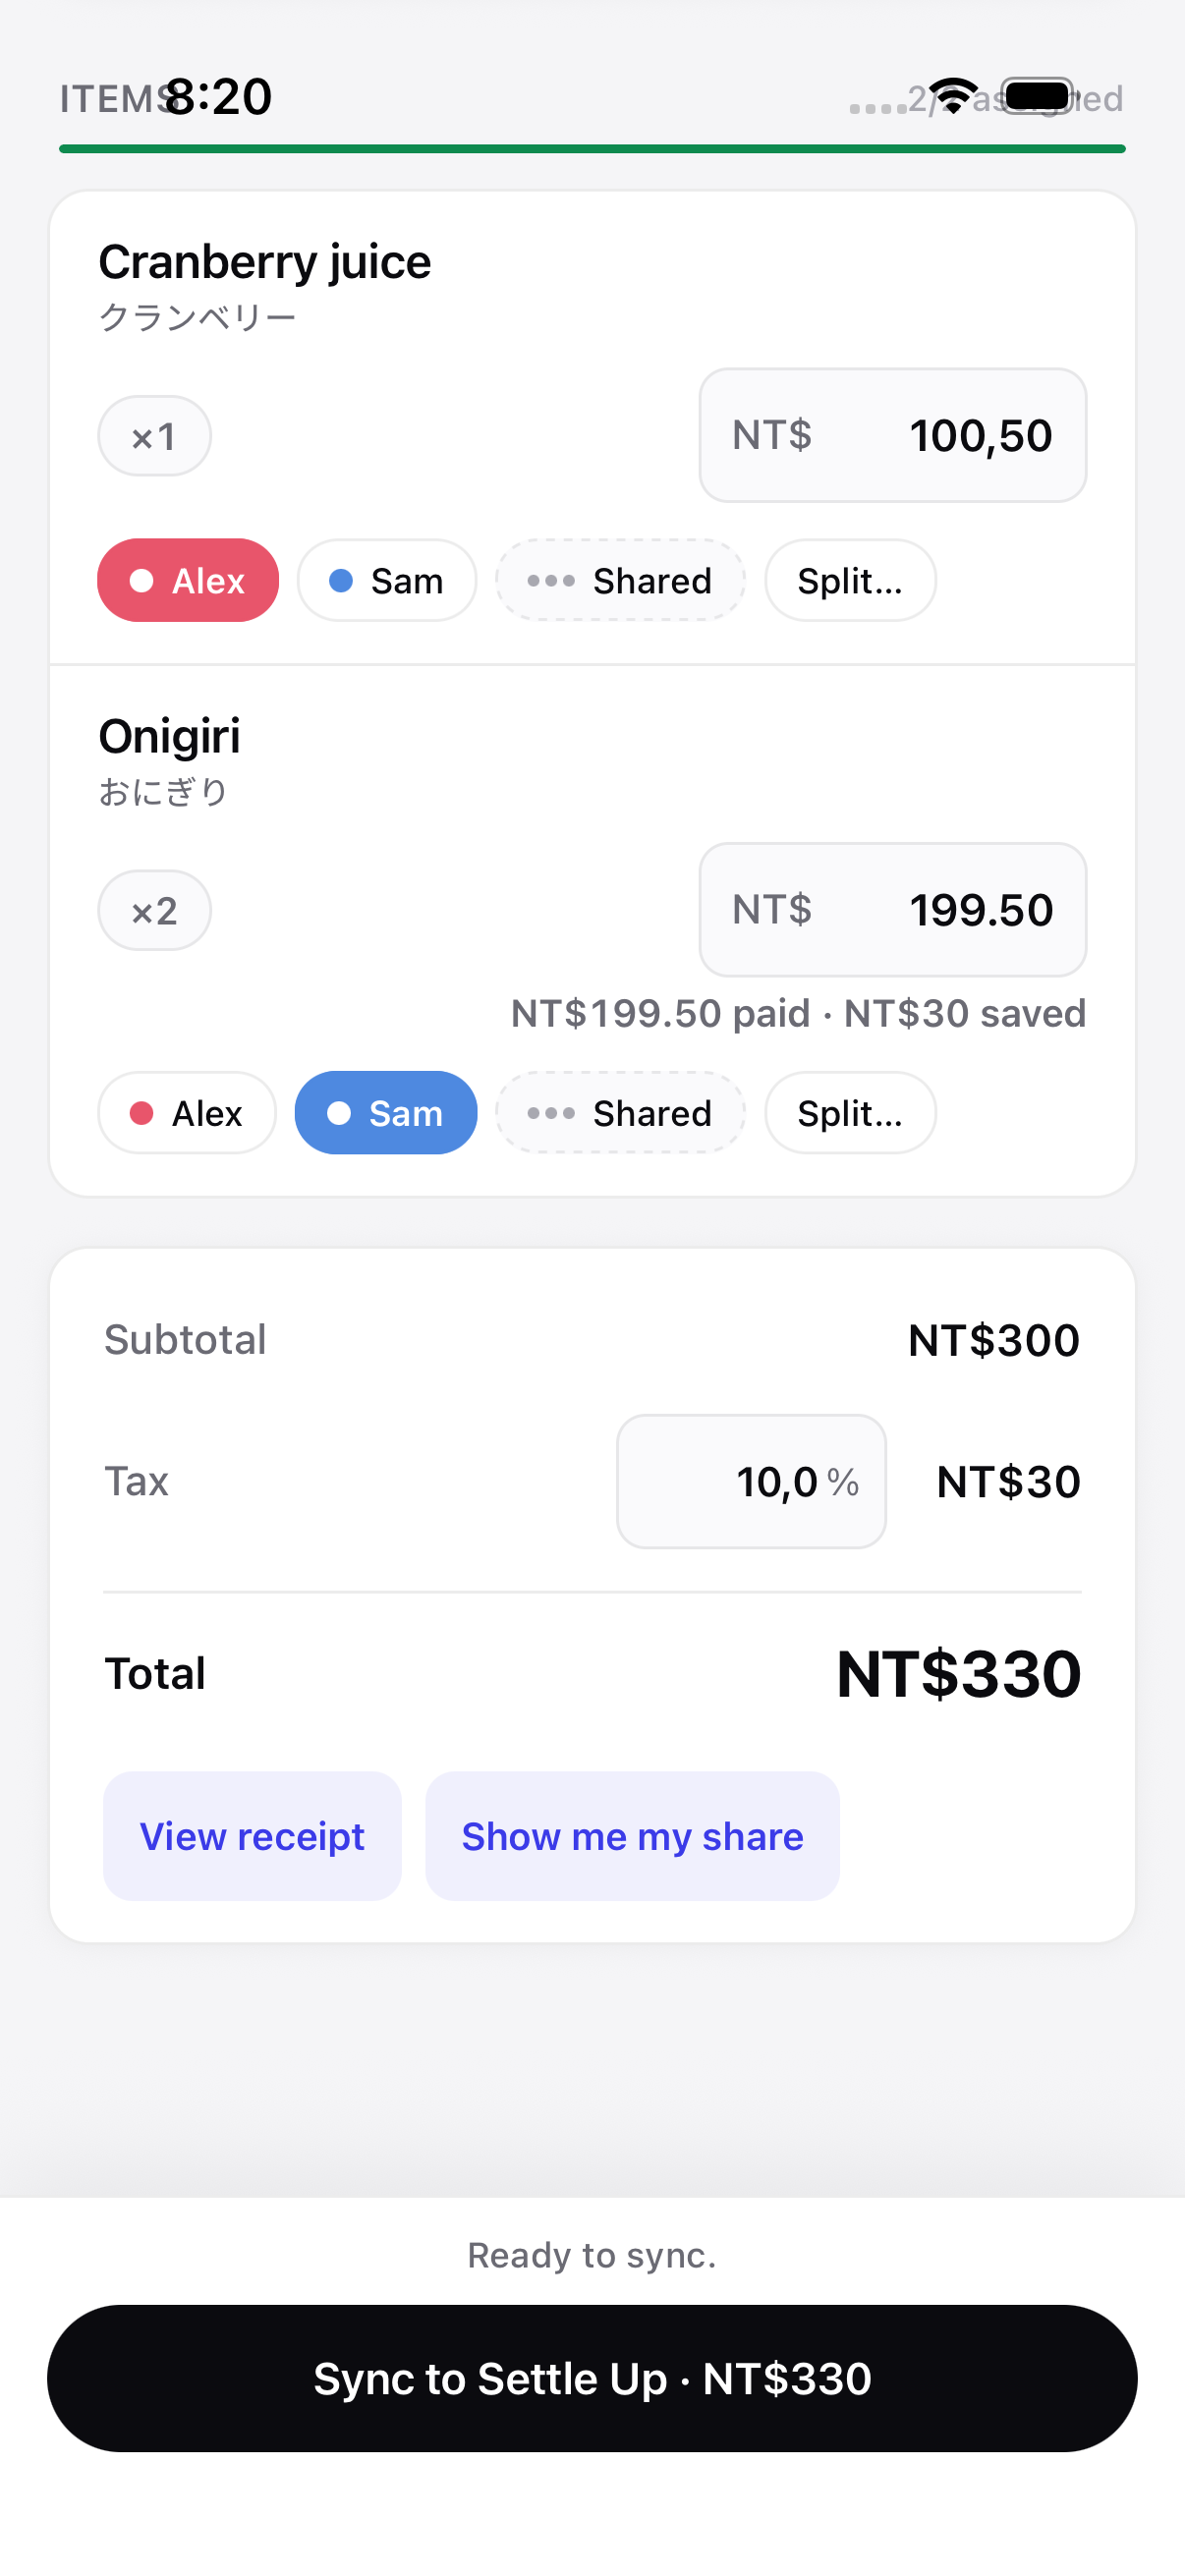 ITEMS
8:20
2/2 assigned
Cranberry juice
クランベリー
×1
NT$ 100,50
Alex Sam Shared Split...
Onigiri
おにぎり
×2
NT$ 199.50
NT$199.50 paid · NT$30 saved
Alex Sam Shared Split...
Subtotal NT$300
Tax 10,0 % NT$30
Total NT$330
View receipt Show me my share
Ready to sync.
Sync to Settle Up · NT$330